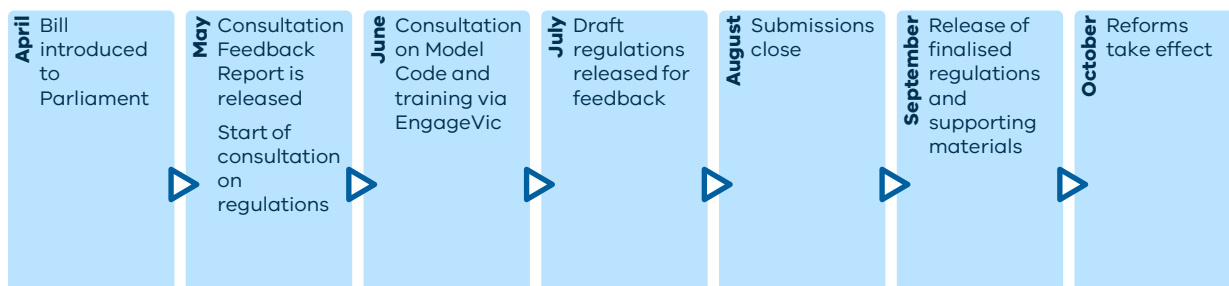 April
Bill
introduced
to
Parliament
May
Consultation
Feedback
Report is
released
Start of
consultation
on
regulations
June
Consultation
on Model
Code and
training via
EngageVic
July
Draft
regulations
released for
feedback
August
Submissions
close
September
Release of
finalised
regulations
and
supporting
materials
October
Reforms
take effect